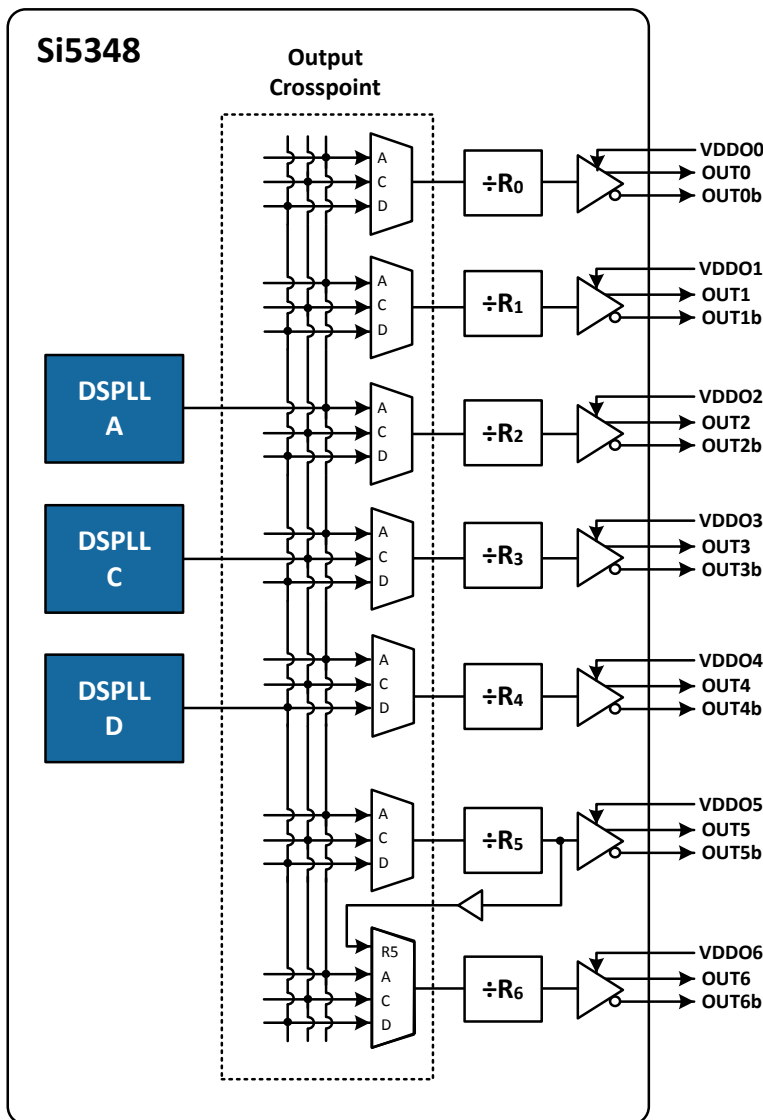 Si5348
Output
Crosspoint
A
C
D
÷R0
VDDO0
OUT0
OUT0b
A
C
D
÷R1
VDDO1
OUT1
OUT1b
DSPLL
A
A
C
D
÷R2
VDDO2
OUT2
OUT2b
DSPLL
C
A
C
D
÷R3
VDDO3
OUT3
OUT3b
DSPLL
D
A
C
D
÷R4
VDDO4
OUT4
OUT4b
A
C
D
÷R5
VDDO5
OUT5
OUT5b
R5
A
C
D
÷R6
VDDO6
OUT6
OUT6b